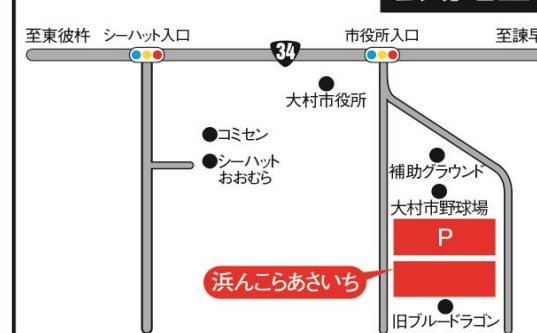 至東彼杵
シーハット入口
34
市役所入口
至諫早
大村市役所
コミセン
シーハット
おおむら
補助グラウンド
大村市野球場
P
浜んこらあさいち
旧ブルードラゴン